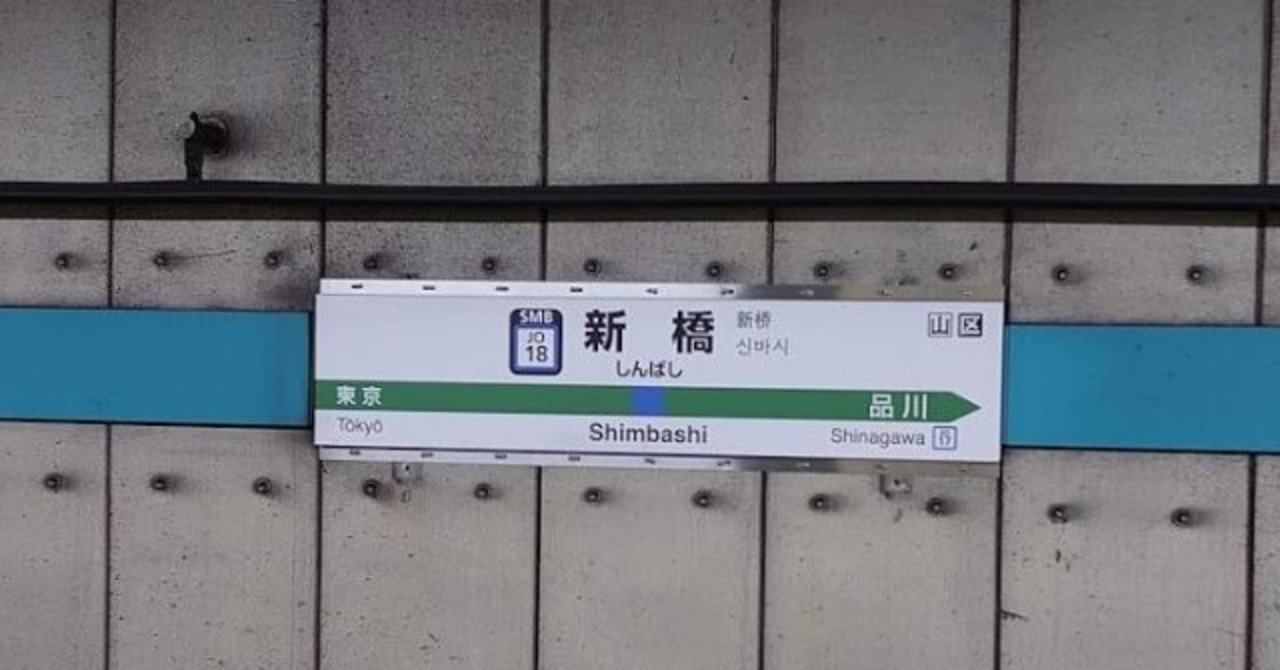 SMB
JO
18
新橋
しんばし
新桥
신바시
山 区
東京
品川
Tōkyō
Shimbashi
Shinagawa